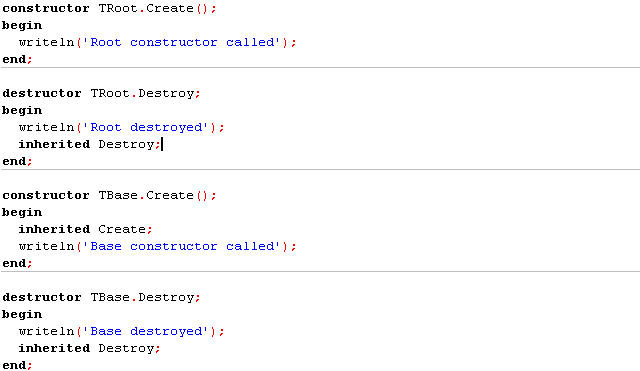 constructor TRoot.Create();
begin
  writeln('Root constructor called');
end;
destructor TRoot.Destroy;
begin
  writeln('Root destroyed');
  inherited Destroy;
end;
constructor TBase.Create();
begin
  inherited Create;
  writeln('Base constructor called');
end;
destructor TBase.Destroy;
begin
  writeln('Base destroyed');
  inherited Destroy;
end;